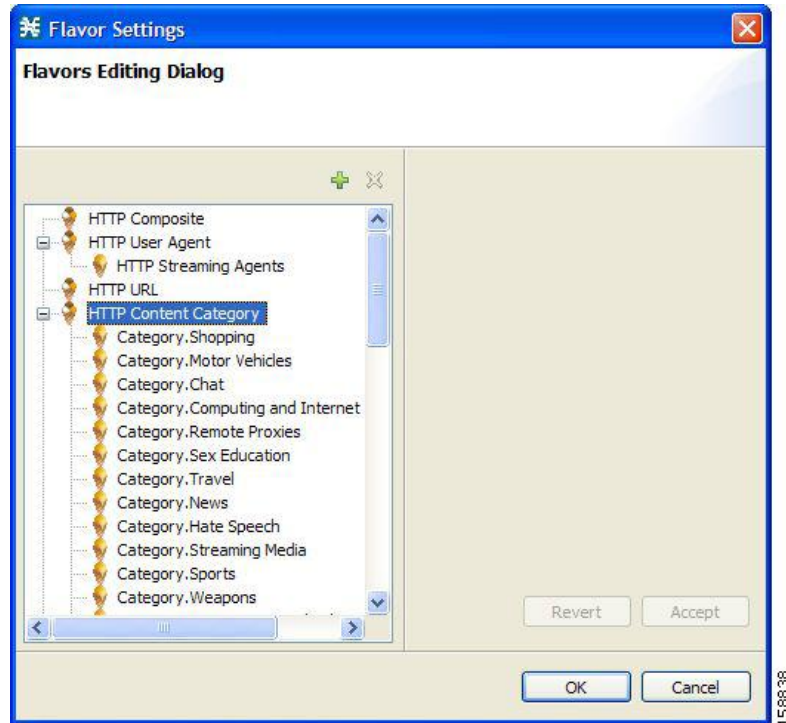 Flavor Settings
Flavors Editing Dialog
HTTP Composite
HTTP User Agent
HTTP Streaming Agents
HTTP URL
HTTP Content Category
Category.Shopping
Category.Motor Vehicles
Category.Chat
Category.Computing and Internet
Category.Remote Proxies
Category.Sex Education
Category.Travel
Category.News
Category.Hate Speech
Category.Streaming Media
Category.Sports
Category.Weapons
Revert
Accept
OK
Cancel
158838